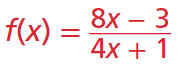 f(x) = (8x − 3)/(4x + 1)